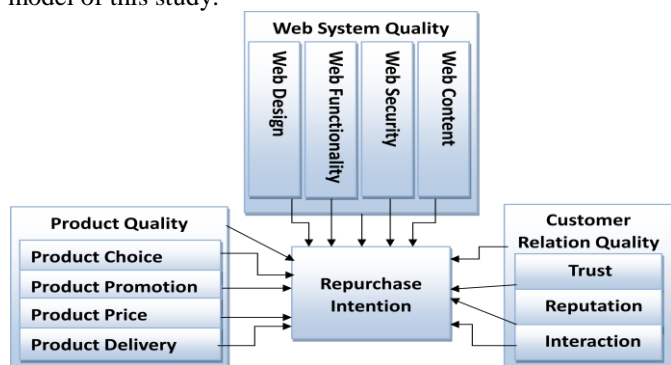 model of this study.
Web System Quality
Web Design
Web Functionality
Web Security
Web Content
Product Quality
Product Choice
Product Promotion
Product Price
Product Delivery
Repurchase
Intention
Customer
Relation Quality
Trust
Reputation
Interaction